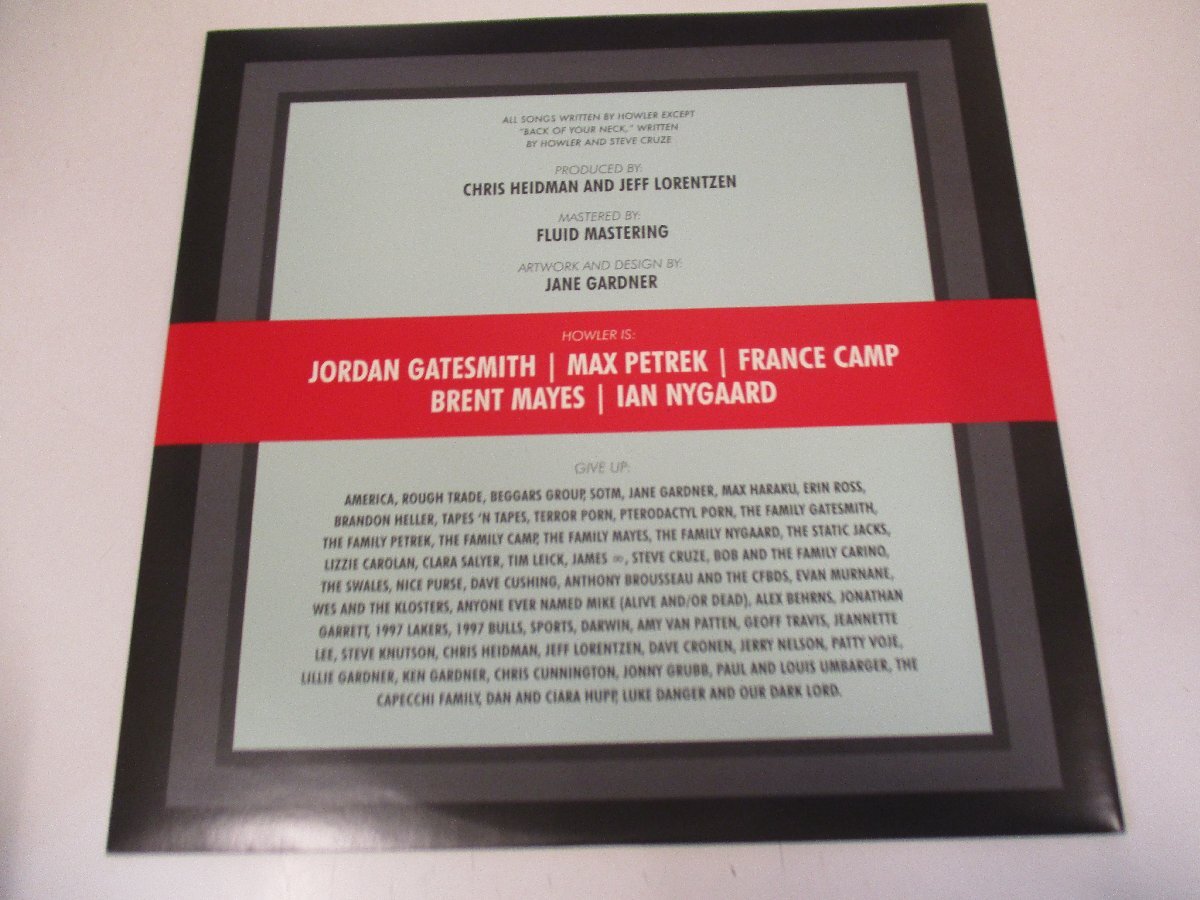 ALL SONGS WRITTEN BY HOWLER EXCEPT
"BACK OF YOUR NECK," WRITTEN
BY HOWLER AND STEVE CRUZE
PRODUCED BY:
CHRIS HEIDMAN AND JEFF LORENTZEN
MASTERED BY:
FLUID MASTERING
ARTWORK AND DESIGN BY:
JANE GARDNER
HOWLER IS:
JORDAN GATESMITH | MAX PETREK | FRANCE CAMP
BRENT MAYES | IAN NYGAARD
GIVE UP:
AMERICA, ROUGH TRADE, BEGGARS GROUP, SOTM, JANE GARDNER, MAX HARAKU, ERIN ROSS,
BRANDON HELLER, TAPES 'N TAPES, TERROR PORN, PTERODACTYL PORN, THE FAMILY GATESMITH,
THE FAMILY PETREK, THE FAMILY CAMP, THE FAMILY MAYES, THE FAMILY NYGAARD, THE STATIC JACKS,
LIZZIE CAROLAN, CLARA SALYER, TIM LEICK, JAMES ∞, STEVE CRUZE, BOB AND THE FAMILY CARINO,
THE SWALES, NICE PURSE, DAVE CUSHING, ANTHONY BROUSSEAU AND THE CFBDS, EVAN MURNANE,
WES AND THE KLOSTERS, ANYONE EVER NAMED MIKE (ALIVE AND/OR DEAD), ALEX BEHRNS, JONATHAN
GARRETT, 1997 LAKERS, 1997 BULLS, SPORTS, DARWIN, AMY VAN PATTEN, GEOFF TRAVIS, JEANNETTE
LEE, STEVE KNUTSON, CHRIS HEIDMAN, JEFF LORENTZEN, DAVE CRONEN, JERRY NELSON, PATTY VOJE,
LILLIE GARDNER, KEN GARDNER, CHRIS CUNNINGTON, JONNY GRUBB, PAUL AND LOUIS UMBARGER, THE
CAPECCHI FAMILY, DAN AND CIARA HUPP, LUKE DANGER AND OUR DARK LORD.